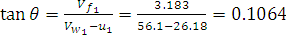 tan θ = V_{f_1} / (V_{w_1} − u_1) = 3.183 / (56.1−26.18) = 0.1064